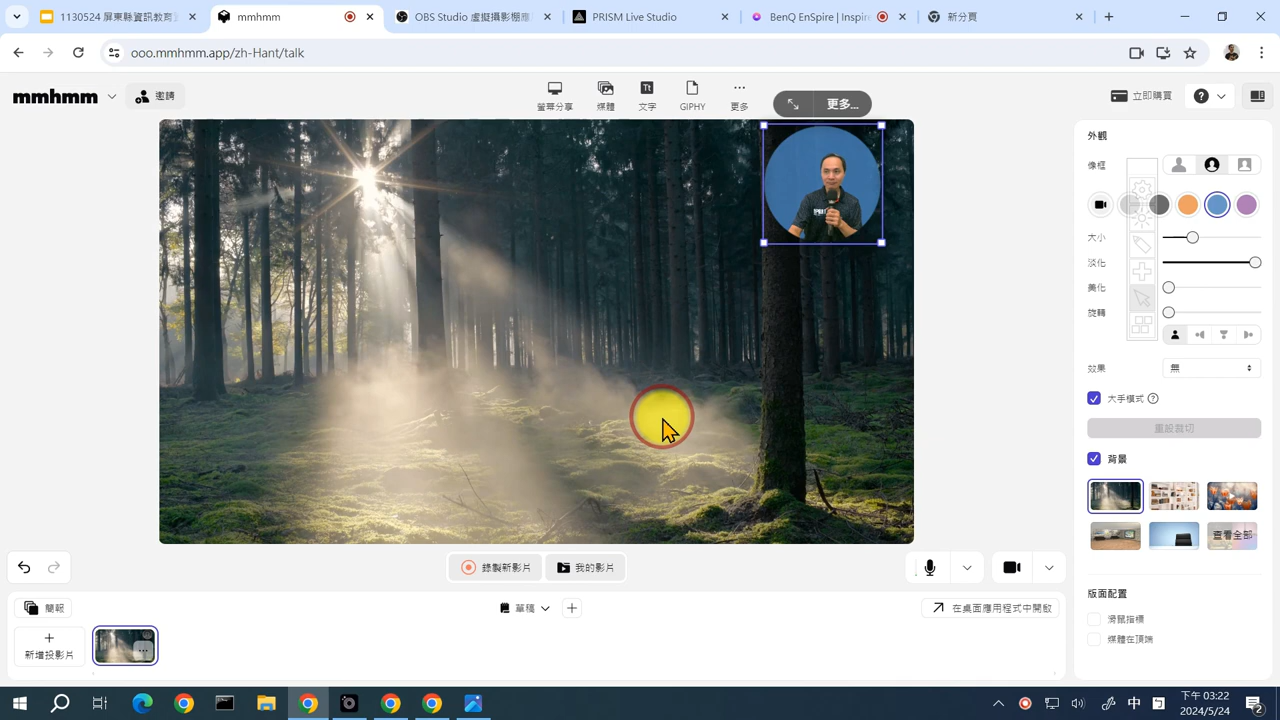 1130524 屏東縣資訊教育
mmhmm
OBS Studio 虛擬攝影棚應
PRISM Live Studio
BenQ EnSpire | Inspire
新分頁
ooo.mmhmm.app/zh-Hant/talk
mmhmm
邀請
螢幕分享
媒體
文字
GIPHY
更多
更多...
立即購買
外觀
像框
大小
淡化
美化
旋轉
效果
無
大手模式
重設裁切
背景
查看全部
錄製新影片
我的影片
版面配置
滑鼠指標
媒體在頂端
簡報
草稿
在桌面應用程式中開啟
新增投影片
中
下午 03:22
2024/5/24
2